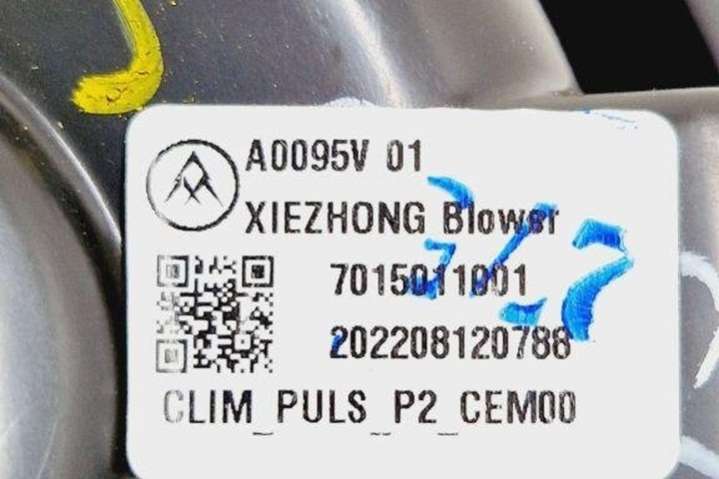 A0095V 01
XIEZHONG Blower
7015011001
202208120788
CLIM_PULS_P2_CEM00